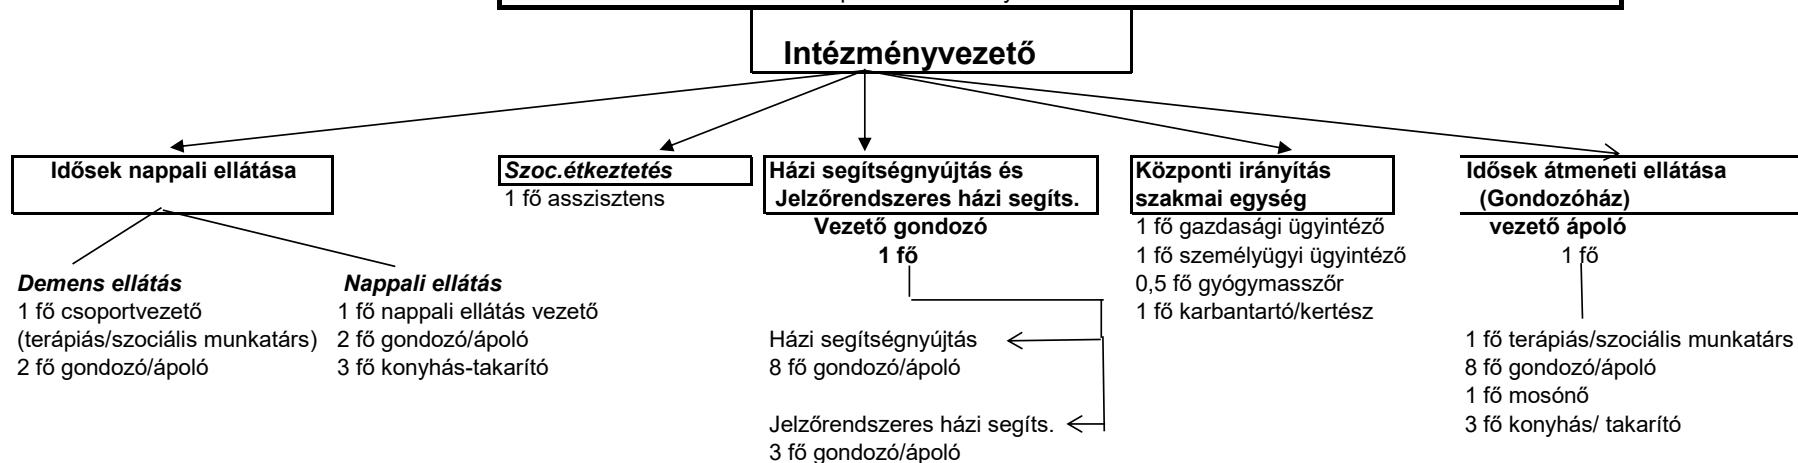 Intézményvezető
Idősek nappali ellátása
Demens ellátás
1 fő csoportvezető
(terápiás/szociális munkatárs)
2 fő gondozó/ápoló
Nappali ellátás
1 fő nappali ellátás vezető
2 fő gondozó/ápoló
3 fő konyhás-takarító
Szoc.étkeztetés
1 fő asszisztens
Házi segítségnyújtás és
Jelzőrendszeres házi segíts.
Vezető gondozó
1 fő
Házi segítségnyújtás
8 fő gondozó/ápoló
Jelzőrendszeres házi segíts.
3 fő gondozó/ápoló
Központi irányítás
szakmai egység
1 fő gazdasági ügyintéző
1 fő személyügyi ügyintéző
0,5 fő gyógymasszőr
1 fő karbantartó/kertész
Idősek átmeneti ellátása
(Gondozóház)
vezető ápoló
1 fő
1 fő terápiás/szociális munkatárs
8 fő gondozó/ápoló
1 fő mosónő
3 fő konyhás/ takarító